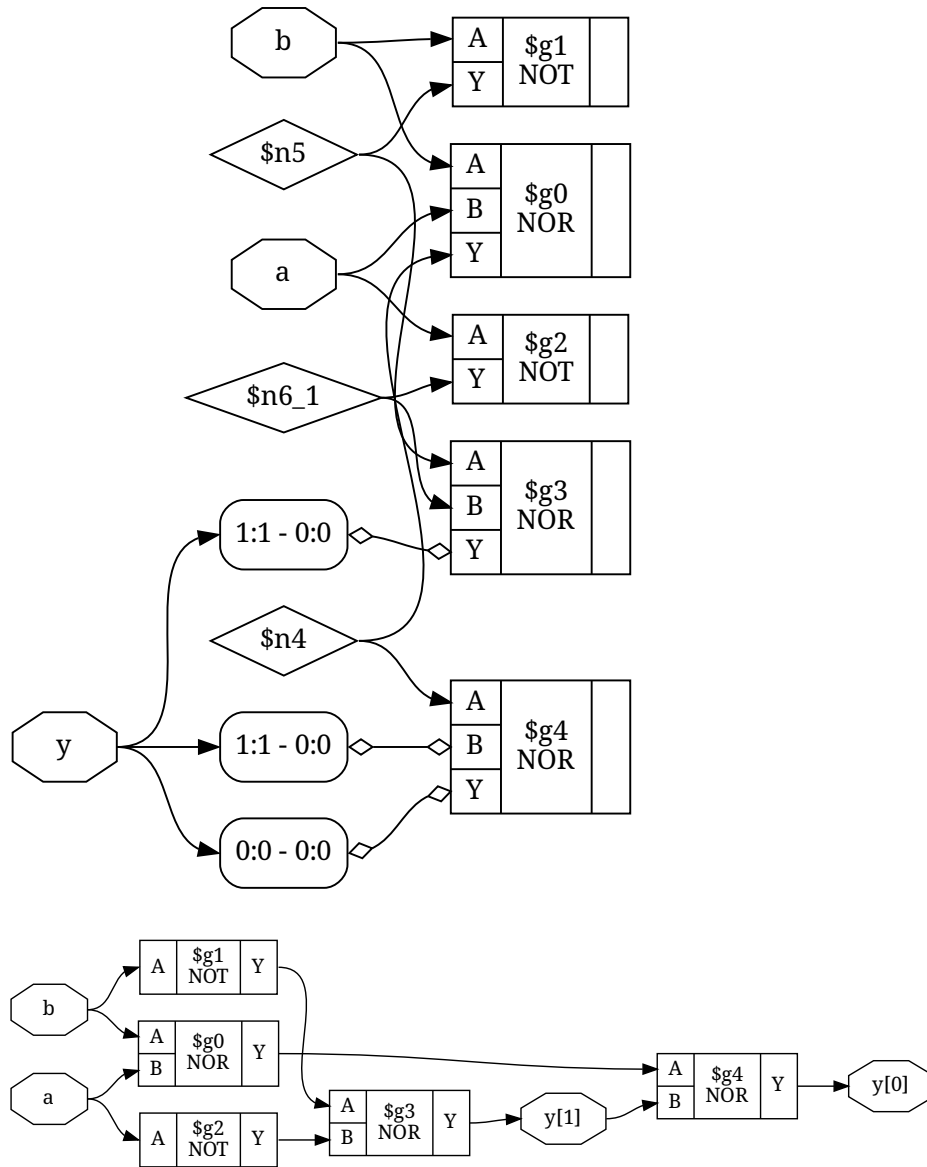 b
A
$g1
NOT
Y
$n5
A
$g0
NOR
B
Y
a
A
$g2
NOT
Y
$n6_1
A
$g3
NOR
B
Y
1:1 - 0:0
$n4
A
$g4
NOR
B
Y
y
1:1 - 0:0
0:0 - 0:0
b
A
$g1
NOT
Y
A
B
$g0
NOR
Y
a
A
$g2
NOT
Y
A
B
$g3
NOR
Y
y[1]
A
B
$g4
NOR
Y
y[0]